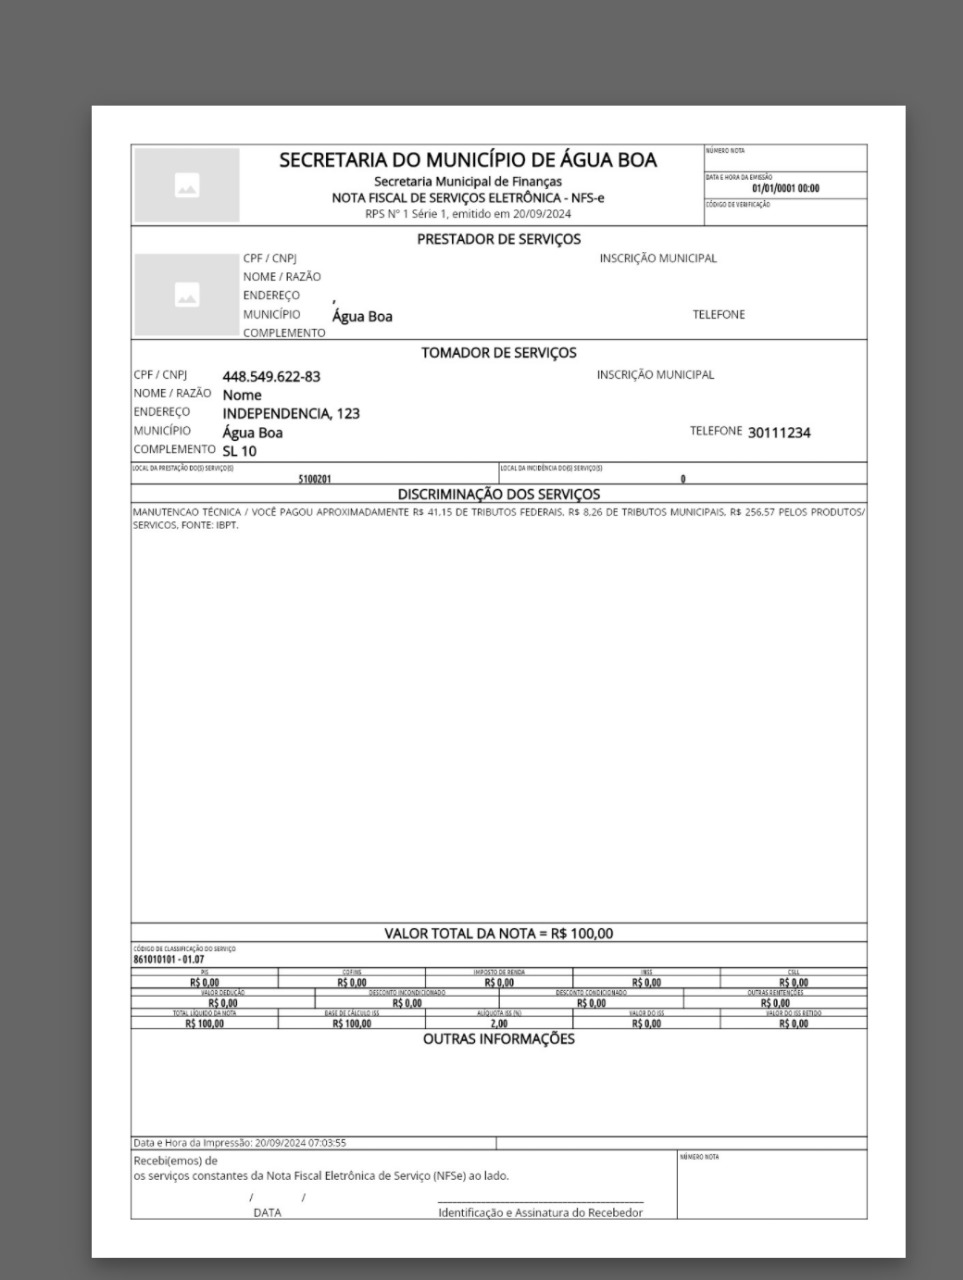 SECRETARIA DO MUNICÍPIO DE ÁGUA BOA
Secretaria Municipal de Finanças
NOTA FISCAL DE SERVIÇOS ELETRÔNICA - NFS-e
RPS Nº 1 Série 1, emitido em 20/09/2024
NÚMERO NOTA
DATA E HORA DA EMISSÃO
01/01/0001 00:00
CÓDIGO DE VERIFICAÇÃO
PRESTADOR DE SERVIÇOS
CPF / CNPJ INSCRIÇÃO MUNICIPAL
NOME / RAZÃO
ENDEREÇO ,
MUNICÍPIO Água Boa TELEFONE
COMPLEMENTO
TOMADOR DE SERVIÇOS
CPF / CNPJ 448.549.622-83 INSCRIÇÃO MUNICIPAL
NOME / RAZÃO Nome
ENDEREÇO INDEPENDENCIA, 123
MUNICÍPIO Água Boa TELEFONE 30111234
COMPLEMENTO SL 10
LOCAL DA PRESTAÇÃO DO(S) SERVIÇO(S) LOCAL DA INCIDÊNCIA DO(S) SERVIÇO(S)
5100201 0
DISCRIMINAÇÃO DOS SERVIÇOS
MANUTENCAO TÉCNICA / VOCÊ PAGOU APROXIMADAMENTE R$ 41,15 DE TRIBUTOS FEDERAIS, R$ 8,26 DE TRIBUTOS MUNICIPAIS, R$ 256,57 PELOS PRODUTOS/
SERVICOS, FONTE: IBPT.
VALOR TOTAL DA NOTA = R$ 100,00
CÓDIGO DE CLASSIFICAÇÃO DO SERVIÇO
861010101 - 01.07
PIS COFINS IMPOSTO DE RENDA INSS CSLL
R$ 0,00 R$ 0,00 R$ 0,00 R$ 0,00 R$ 0,00
VALOR DEDUÇÃO DESCONTO INCONDICIONADO DESCONTO CONDICIONADO OUTRAS RENTENÇÕES
R$ 0,00 R$ 0,00 R$ 0,00 R$ 0,00
TOTAL LÍQUIDO DA NOTA BASE DE CÁLCULO ISS ALÍQUOTA ISS (%) VALOR DO ISS VALOR DO ISS RETIDO
R$ 100,00 R$ 100,00 2,00 R$ 0,00 R$ 0,00
OUTRAS INFORMAÇÕES
Data e Hora da Impressão: 20/09/2024 07:03:55
Recebi(emos) de
os serviços constantes da Nota Fiscal Eletrônica de Serviço (NFSe) ao lado.
/ /
DATA Identificação e Assinatura do Recebedor
NÚMERO NOTA